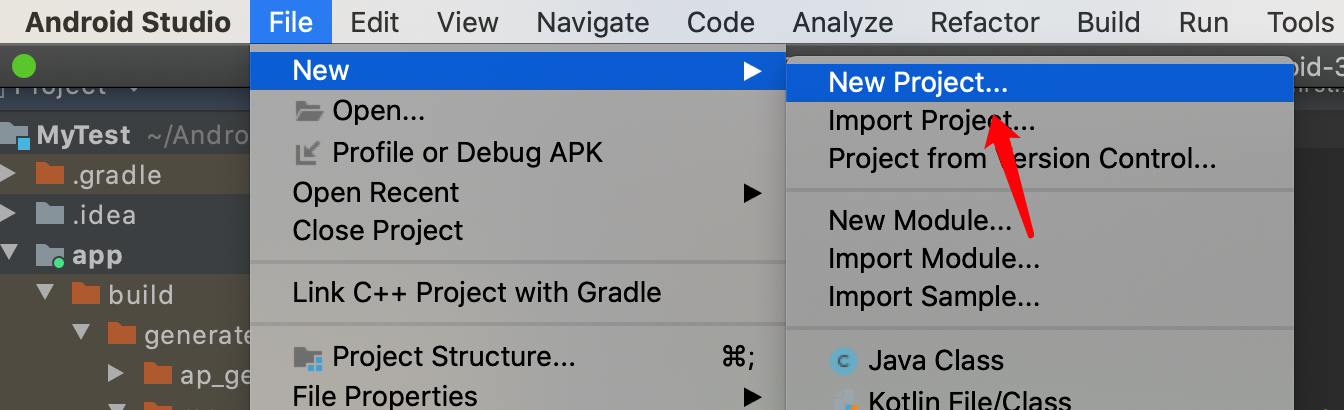 Android Studio File Edit View Navigate Code Analyze Refactor Build Run Tools
Project
MyTest ~/Andro
.gradle
.idea
app
build
generate
ap_ge
New
Open...
Profile or Debug APK
Open Recent
Close Project
Link C++ Project with Gradle
Project Structure... ⌘;
File Properties
New Project...
Import Project...
Project from Version Control...
New Module...
Import Module...
Import Sample...
Java Class
Kotlin File/Class
oid-3